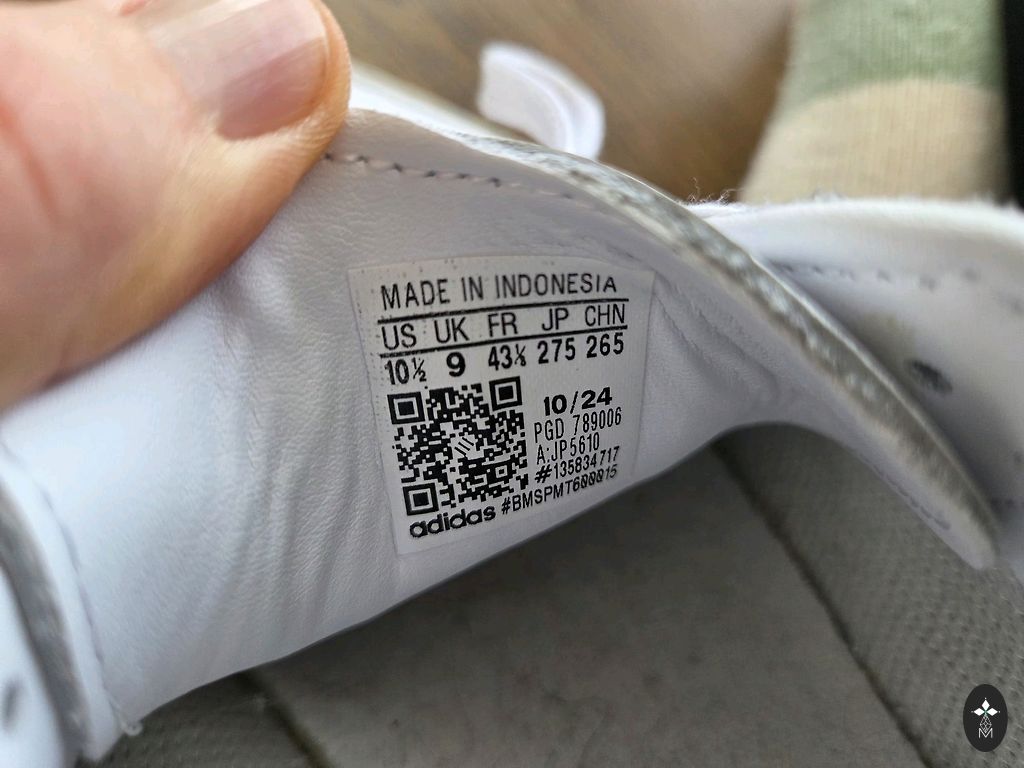 MADE IN INDONESIA
US UK FR JP CHN
10½ 9 43⅓ 275 265
10/24
PGD 789006
A:JP5610
#135834717
adidas #BMSPMT600015
M